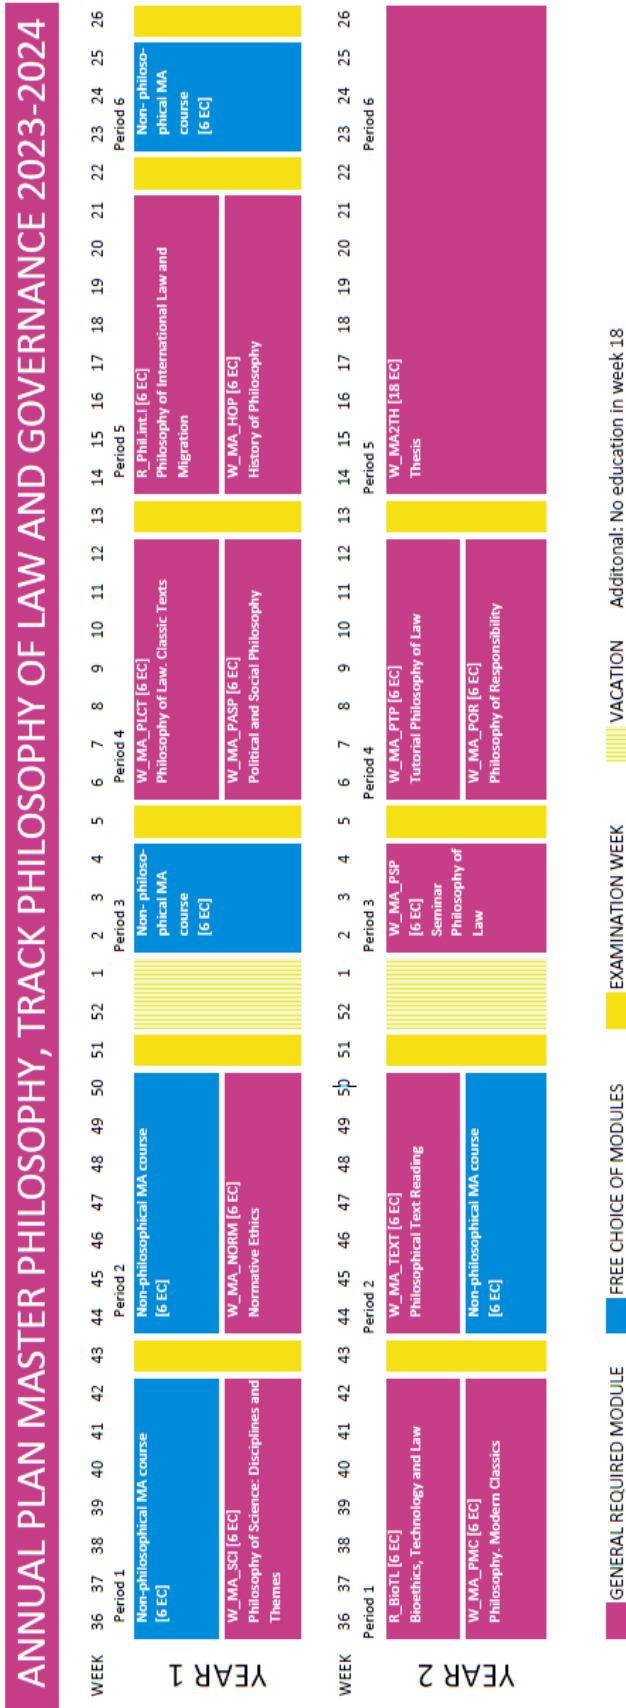 ANNUAL PLAN MASTER PHILOSOPHY, TRACK PHILOSOPHY OF LAW AND GOVERNANCE 2023-2024
WEEK 36 37 38 39 40 41 42 43 44 45 46 47 48 49 50 51 52 1 2 3 4 5 6 7 8 9 10 11 12 13 14 15 16 17 18 19 20 21 22 23 24 25 26
Period 1 Period 2 Period 3 Period 4 Period 5 Period 6
YEAR 1
Non-philosophical MA course
[6 EC]
W_MA_SCI [6 EC]
Philosophy of Science: Disciplines and
Themes
Non-philosophical MA course
[6 EC]
W_MA_NORM [6 EC]
Normative Ethics
Non- philoso-
phical MA
course
[6 EC]
W_MA_PLCT [6 EC]
Philosophy of Law. Classic Texts
W_MA_PASP [6 EC]
Political and Social Philosophy
R_Phil.int.l [6 EC]
Philosophy of International Law and
Migration
W_MA_HOP [6 EC]
History of Philosophy
Non- philoso-
phical MA
course
[6 EC]
WEEK 36 37 38 39 40 41 42 43 44 45 46 47 48 49 50 51 52 1 2 3 4 5 6 7 8 9 10 11 12 13 14 15 16 17 18 19 20 21 22 23 24 25 26
Period 1 Period 2 Period 3 Period 4 Period 5 Period 6
YEAR 2
R_BioTL [6 EC]
Bioethics, Technology and Law
W_MA_PMC [6 EC]
Philosophy. Modern Classics
W_MA_TEXT [6 EC]
Philosophical Text Reading
Non-philosophical MA course
[6 EC]
W_MA_PSP
[6 EC]
Seminar
Philosophy of
Law
W_MA_PTP [6 EC]
Tutorial Philosophy of Law
W_MA_POR [6 EC]
Philosophy of Responsibility
W_MA2TH [18 EC]
Thesis
GENERAL REQUIRED MODULE FREE CHOICE OF MODULES EXAMINATION WEEK VACATION Additonal: No education in week 18